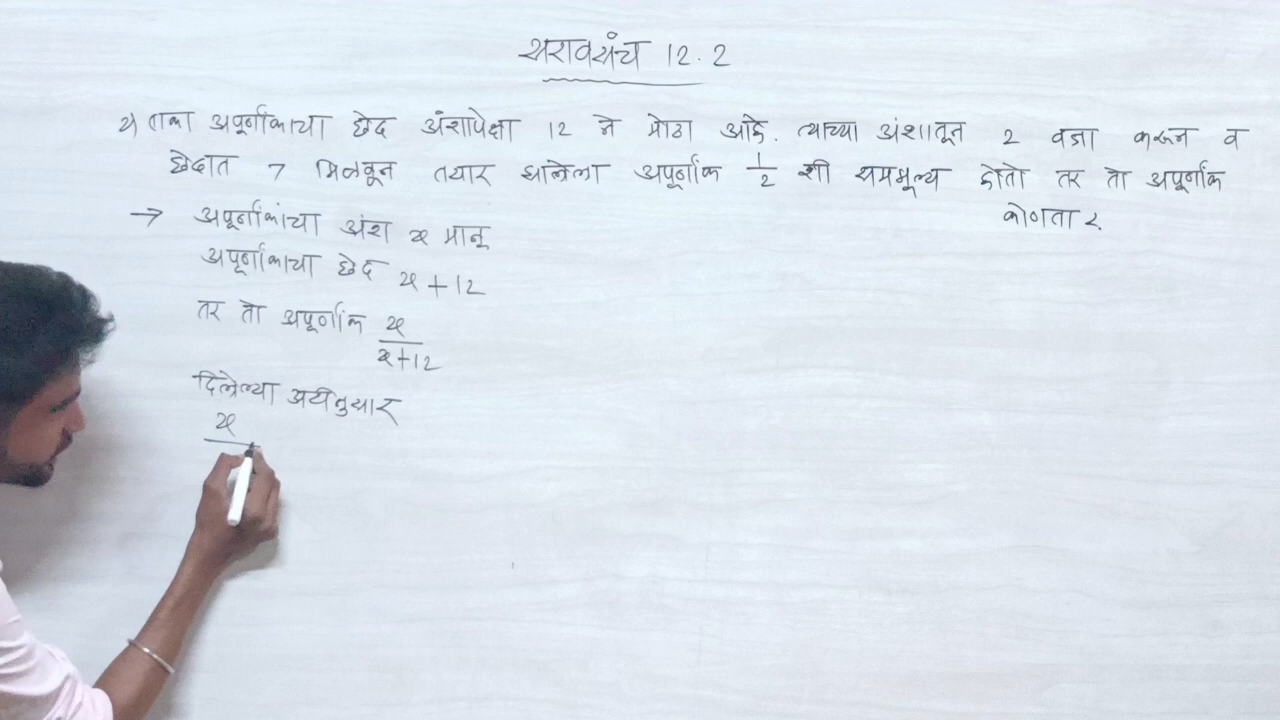 सरावसंच 12.2
२) एका अपूर्णांकाचा छेद अंशापेक्षा 12 ने मोठा आहे. त्याच्या अंशातून 2 वजा करून व
छेदात 7 मिळवून तयार झालेला अपूर्णांक 1/2 शी सममूल्य होतो तर तो अपूर्णांक
कोणता ?
→ अपूर्णांकाचा अंश x मानू
अपूर्णांकाचा छेद x + 12
तर तो अपूर्णांक x/x+12
दिलेल्या अटीनुसार
x